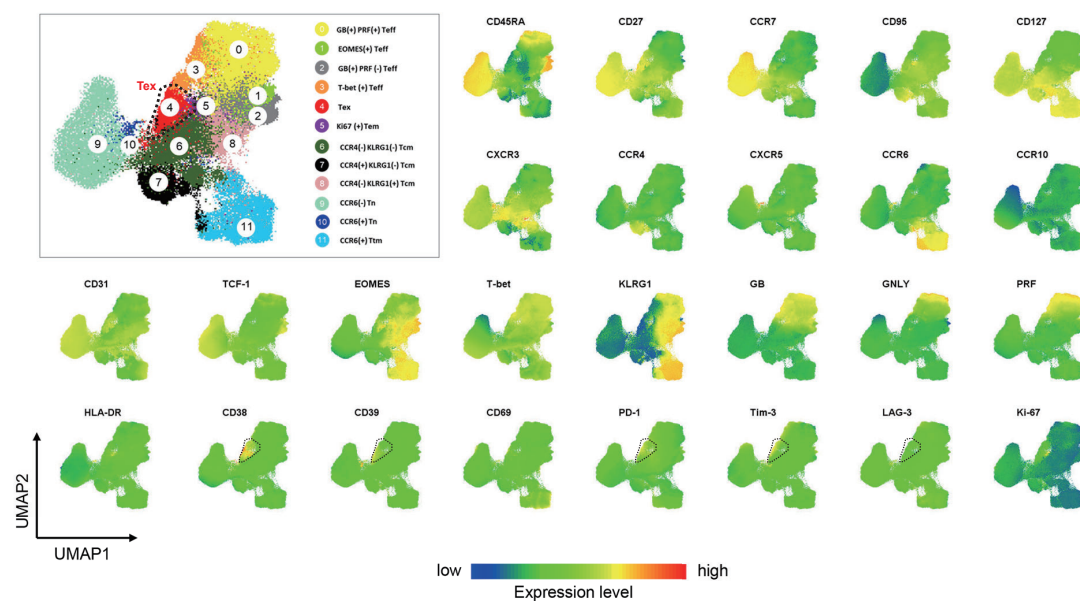 CD45RA CD27 CCR7 CD95 CD127
0 GB(+) PRF(+) Teff
1 EOMES(+) Teff
2 GB(+) PRF (-) Teff
3 T-bet (+) Teff
4 Tex
5 Ki67 (+) Tem
6 CCR4(-) KLRG1(-) Tcm
7 CCR4(+) KLRG1(-) Tcm
8 CCR4(-) KLRG1(+) Tcm
9 CCR6(-) Tn
10 CCR6(+) Tn
11 CCR6(+) Ttm
0
3
Tex
4
5
1
2
9
10
6
8
7
11
CXCR3 CCR4 CXCR5 CCR6 CCR10
CD31 TCF-1 EOMES T-bet KLRG1 GB GNLY PRF
HLA-DR CD38 CD39 CD69 PD-1 Tim-3 LAG-3 Ki-67
UMAP2
UMAP1
low high
Expression level